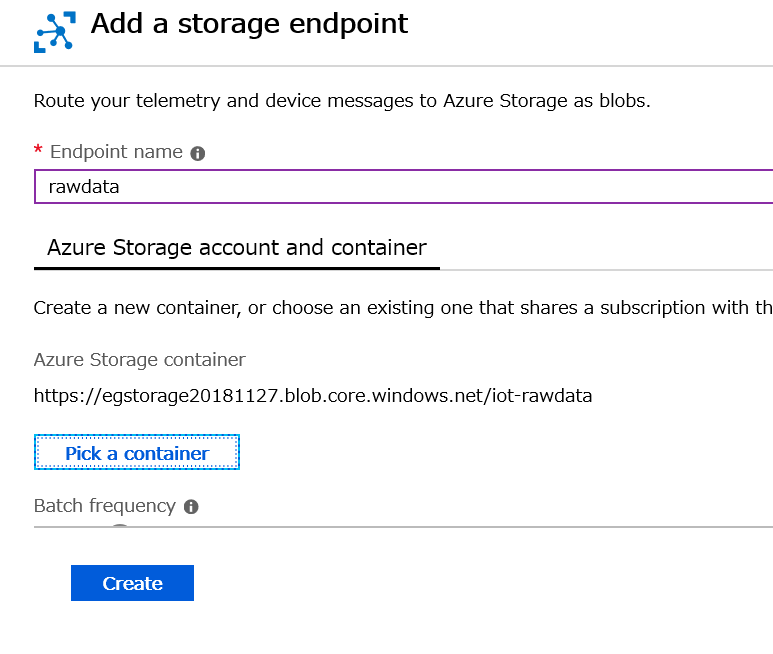 Add a storage endpoint
Route your telemetry and device messages to Azure Storage as blobs.
* Endpoint name
rawdata
Azure Storage account and container
Create a new container, or choose an existing one that shares a subscription with th
Azure Storage container
https://egstorage20181127.blob.core.windows.net/iot-rawdata
Pick a container
Batch frequency
Create